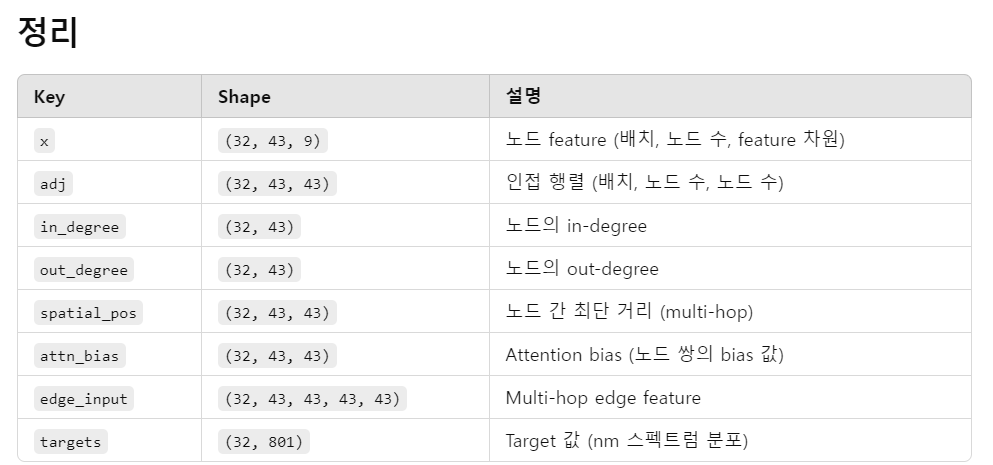 정리
Key Shape 설명
x (32, 43, 9) 노드 feature (배치, 노드 수, feature 차원)
adj (32, 43, 43) 인접 행렬 (배치, 노드 수, 노드 수)
in_degree (32, 43) 노드의 in-degree
out_degree (32, 43) 노드의 out-degree
spatial_pos (32, 43, 43) 노드 간 최단 거리 (multi-hop)
attn_bias (32, 43, 43) Attention bias (노드 쌍의 bias 값)
edge_input (32, 43, 43, 43, 43) Multi-hop edge feature
targets (32, 801) Target 값 (nm 스펙트럼 분포)